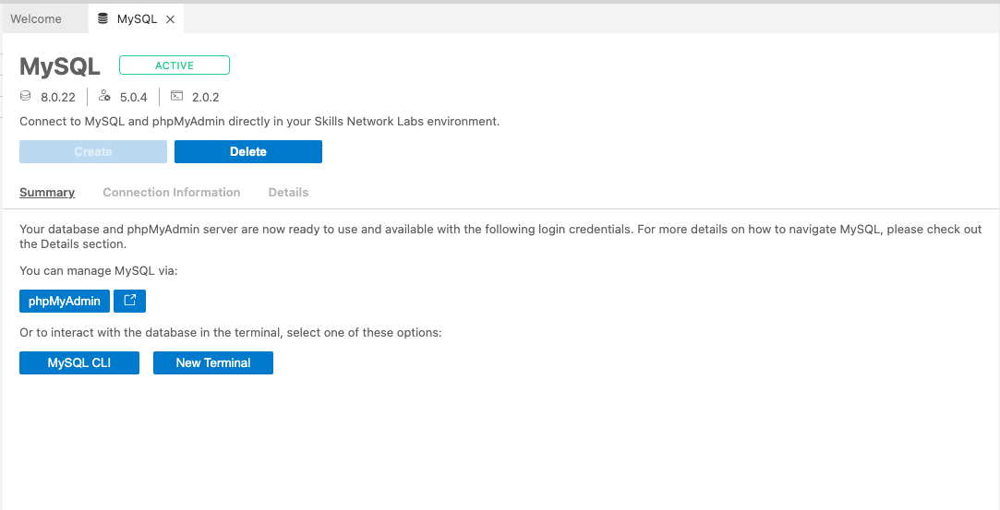 Welcome
MySQL
MySQL ACTIVE
8.0.22 5.0.4 2.0.2
Connect to MySQL and phpMyAdmin directly in your Skills Network Labs environment.
Create Delete
Summary Connection Information Details
Your database and phpMyAdmin server are now ready to use and available with the following login credentials. For more details on how to navigate MySQL, please check out
the Details section.
You can manage MySQL via:
phpMyAdmin
Or to interact with the database in the terminal, select one of these options:
MySQL CLI New Terminal